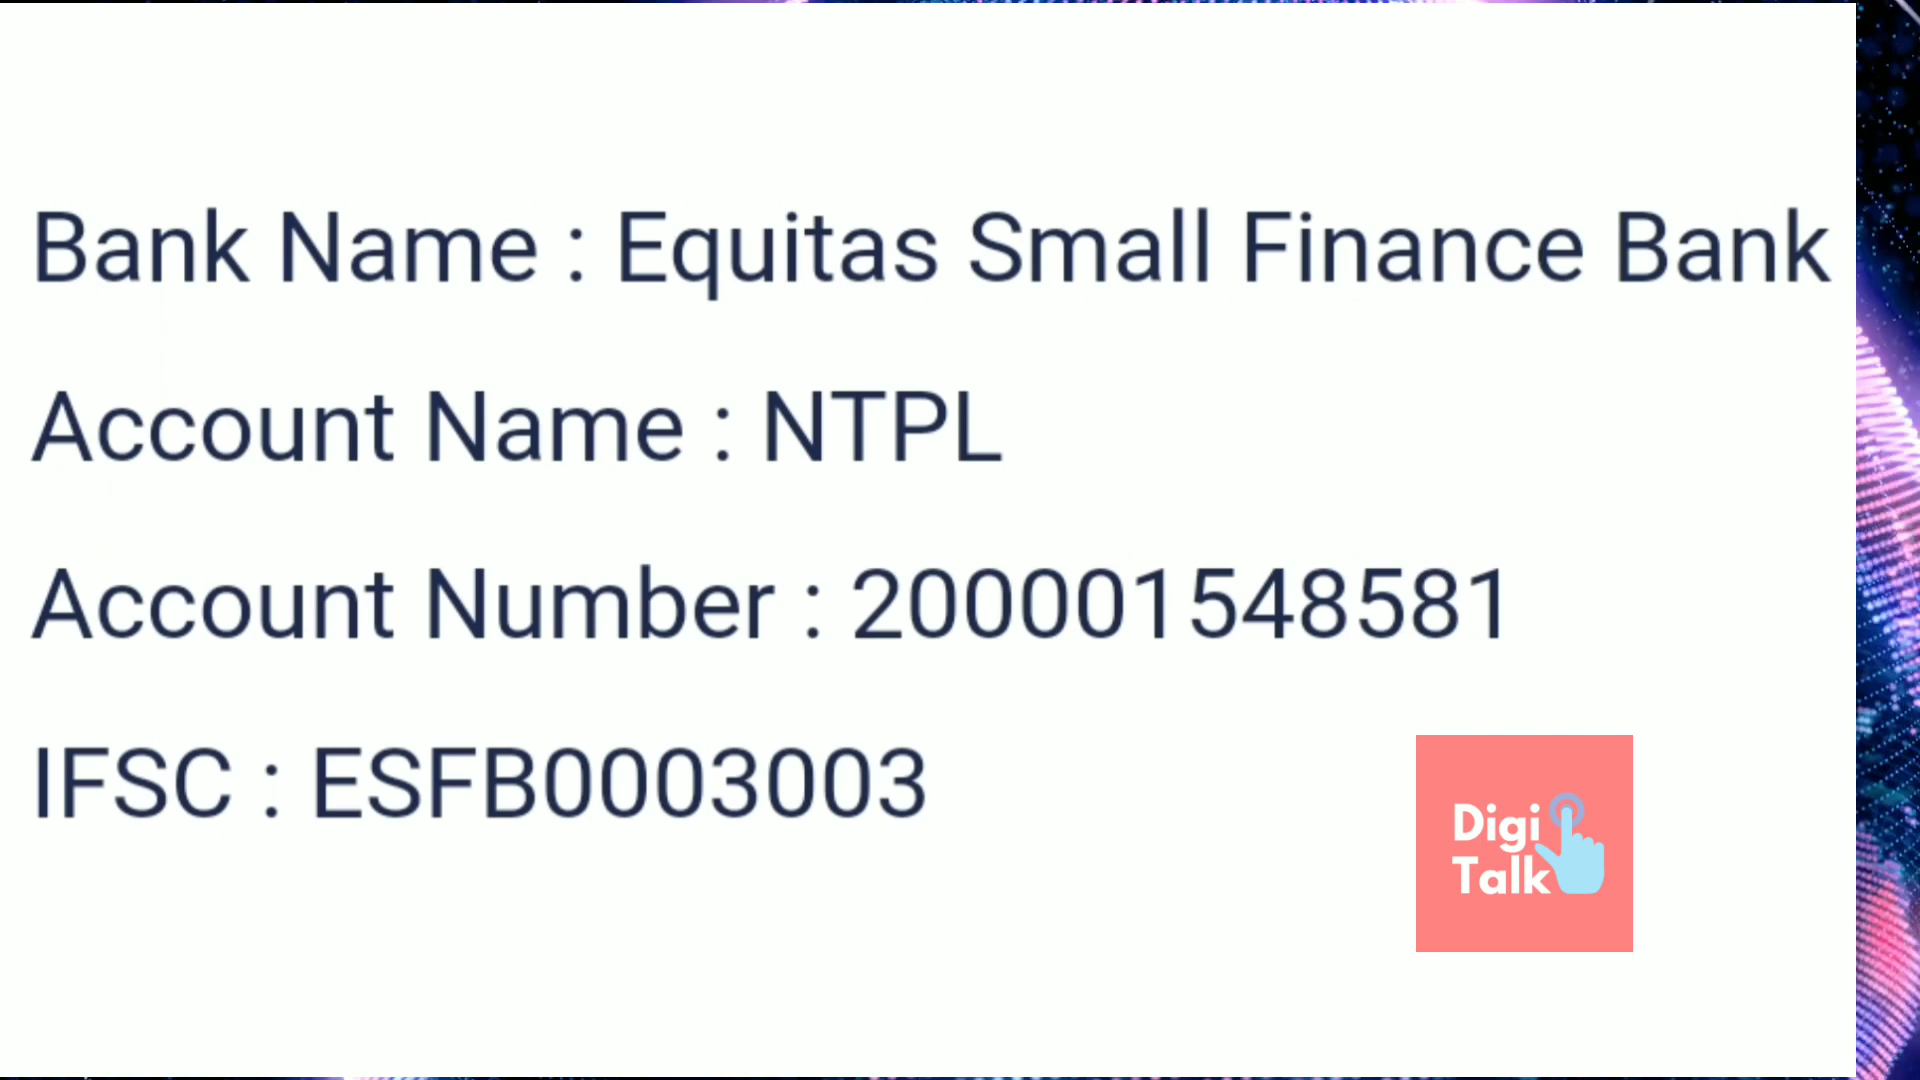 Bank Name : Equitas Small Finance Bank
Account Name : NTPL
Account Number : 200001548581
IFSC : ESFB0003003
Digi
Talk